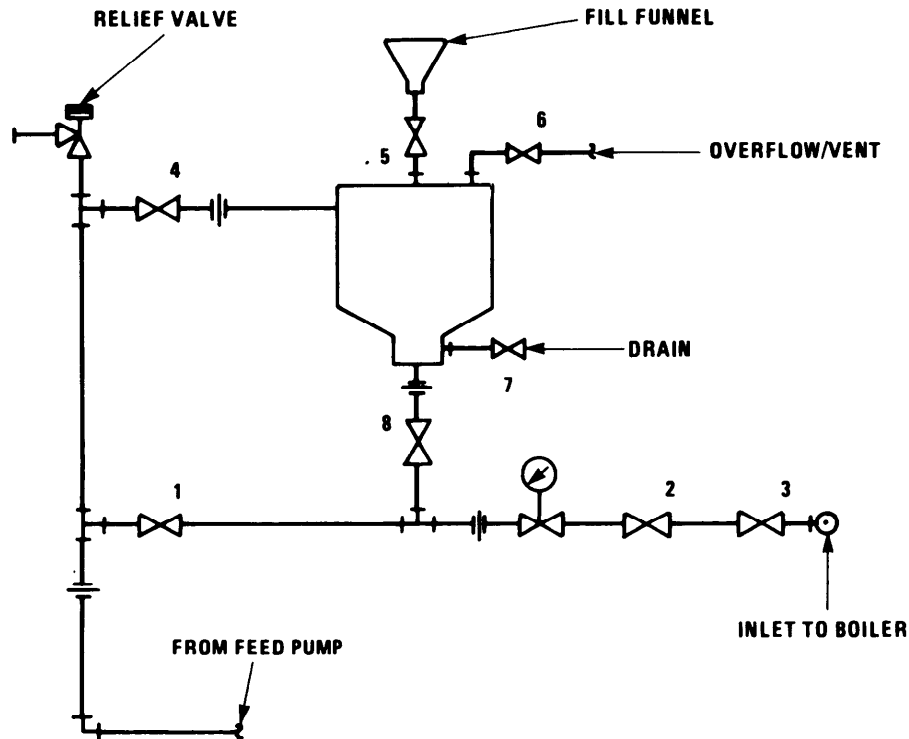 RELIEF VALVE
FILL FUNNEL
6
5
OVERFLOW/VENT
4
DRAIN
7
8
1
2
3
INLET TO BOILER
FROM FEED PUMP